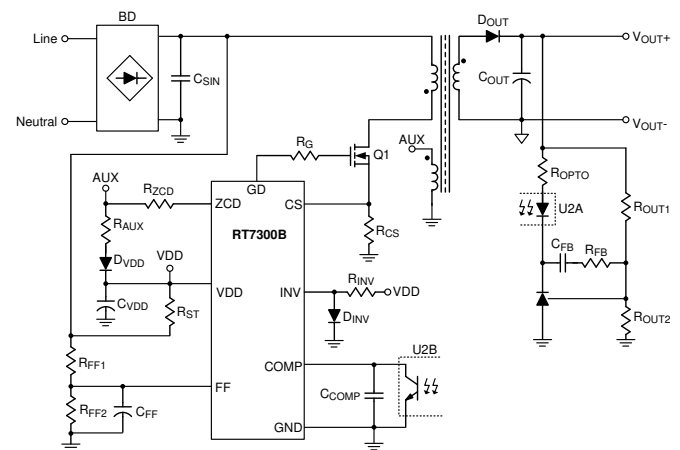 BD
Line
Neutral
CSIN
DOUT
COUT
VOUT+
VOUT-
AUX
RG
Q1
ROPTO
U2A
ROUT1
CFB
RFB
ROUT2
AUX
RZCD
RAUX
DVDD
VDD
CVDD
RST
GD
ZCD
CS
RT7300B
RCS
VDD
INV
RINV
VDD
DINV
RFF1
RFF2
CFF
FF
COMP
GND
CCOMP
U2B